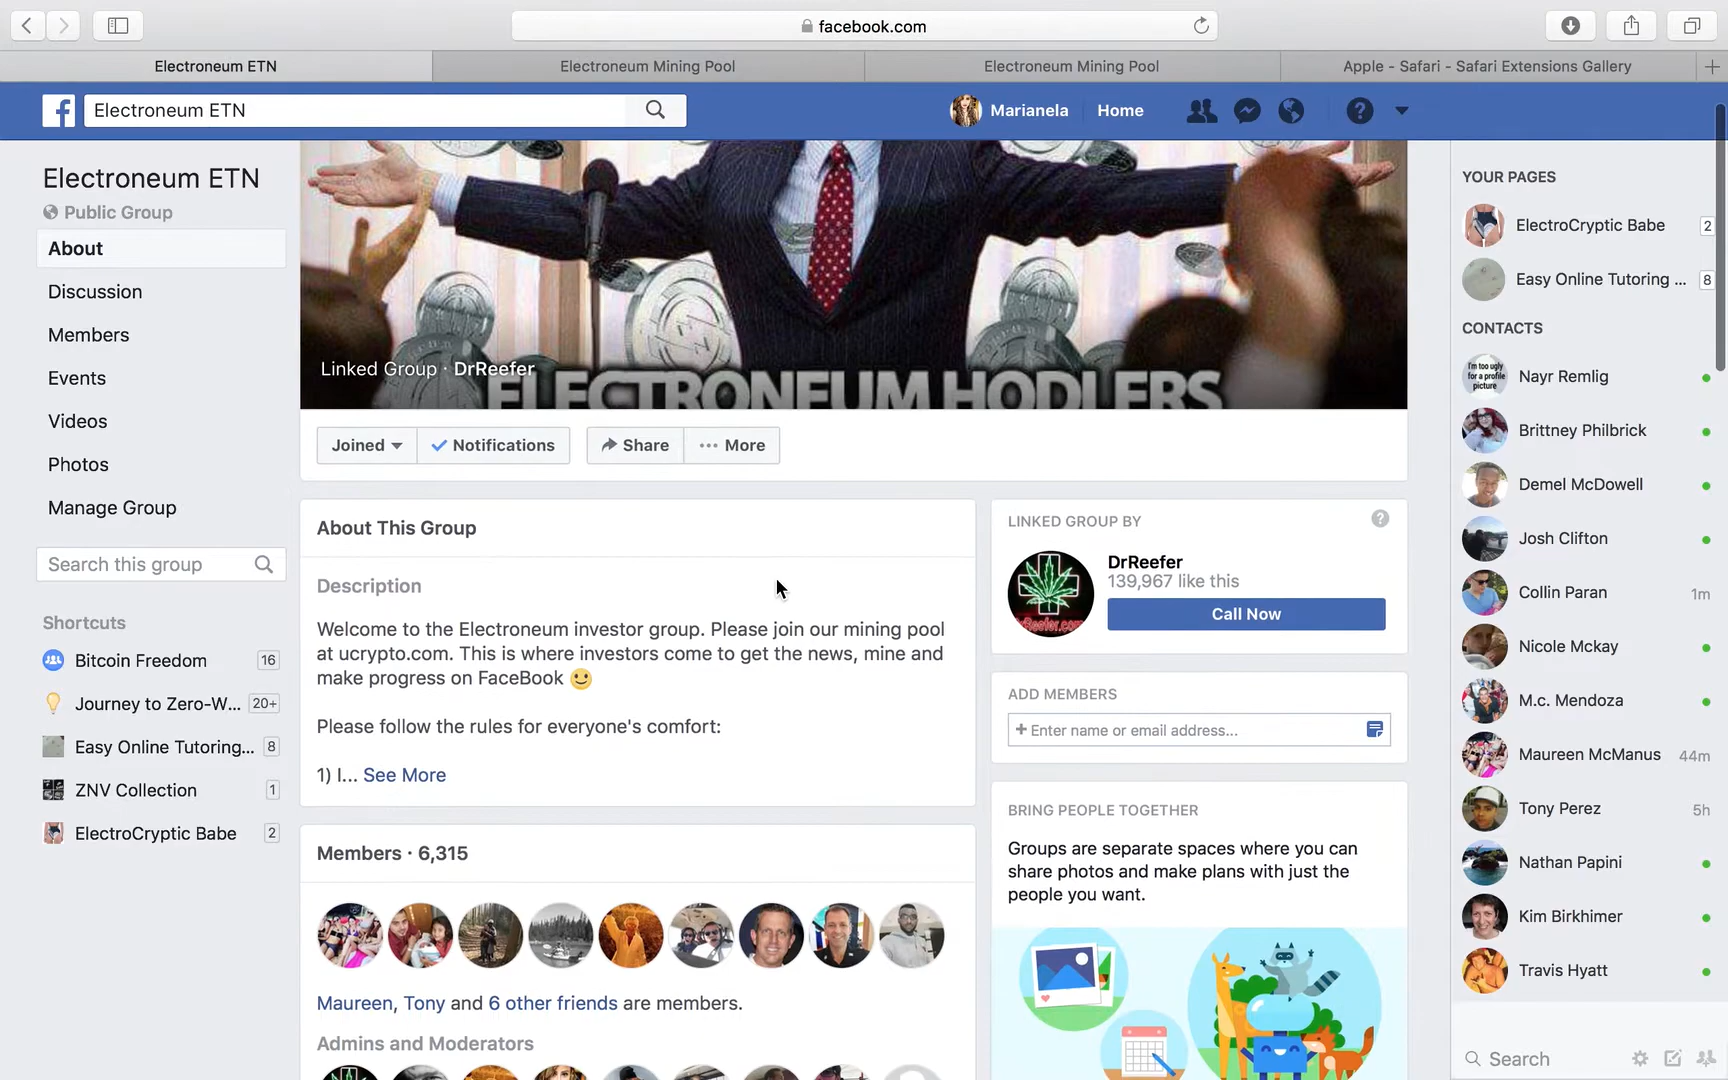 facebook.com
Electroneum ETN
Electroneum Mining Pool
Electroneum Mining Pool
Apple - Safari - Safari Extensions Gallery
Electroneum ETN
Marianela
Home
Electroneum ETN
Public Group
About
Discussion
Members
Events
Videos
Photos
Manage Group
Search this group
Shortcuts
Bitcoin Freedom 16
Journey to Zero-W... 20+
Easy Online Tutoring... 8
ZNV Collection 1
ElectroCryptic Babe 2
Linked Group · DrReefer
ELECTRONEUM HODLERS
Joined
Notifications
Share
More
About This Group
Description
Welcome to the Electroneum investor group. Please join our mining pool
at ucrypto.com. This is where investors come to get the news, mine and
make progress on FaceBook 🙂
Please follow the rules for everyone's comfort:
1) I... See More
Members · 6,315
Maureen, Tony and 6 other friends are members.
Admins and Moderators
LINKED GROUP BY
DrReefer
139,967 like this
Call Now
DrReefer.com
ADD MEMBERS
+ Enter name or email address...
BRING PEOPLE TOGETHER
Groups are separate spaces where you can
share photos and make plans with just the
people you want.
YOUR PAGES
ElectroCryptic Babe 2
Easy Online Tutoring ... 8
CONTACTS
I'm too ugly
for a profile
picture
Nayr Remlig
Brittney Philbrick
Demel McDowell
Josh Clifton
Collin Paran 1m
Nicole Mckay
M.c. Mendoza
Maureen McManus 44m
Tony Perez 5h
Nathan Papini
Kim Birkhimer
Travis Hyatt
Search